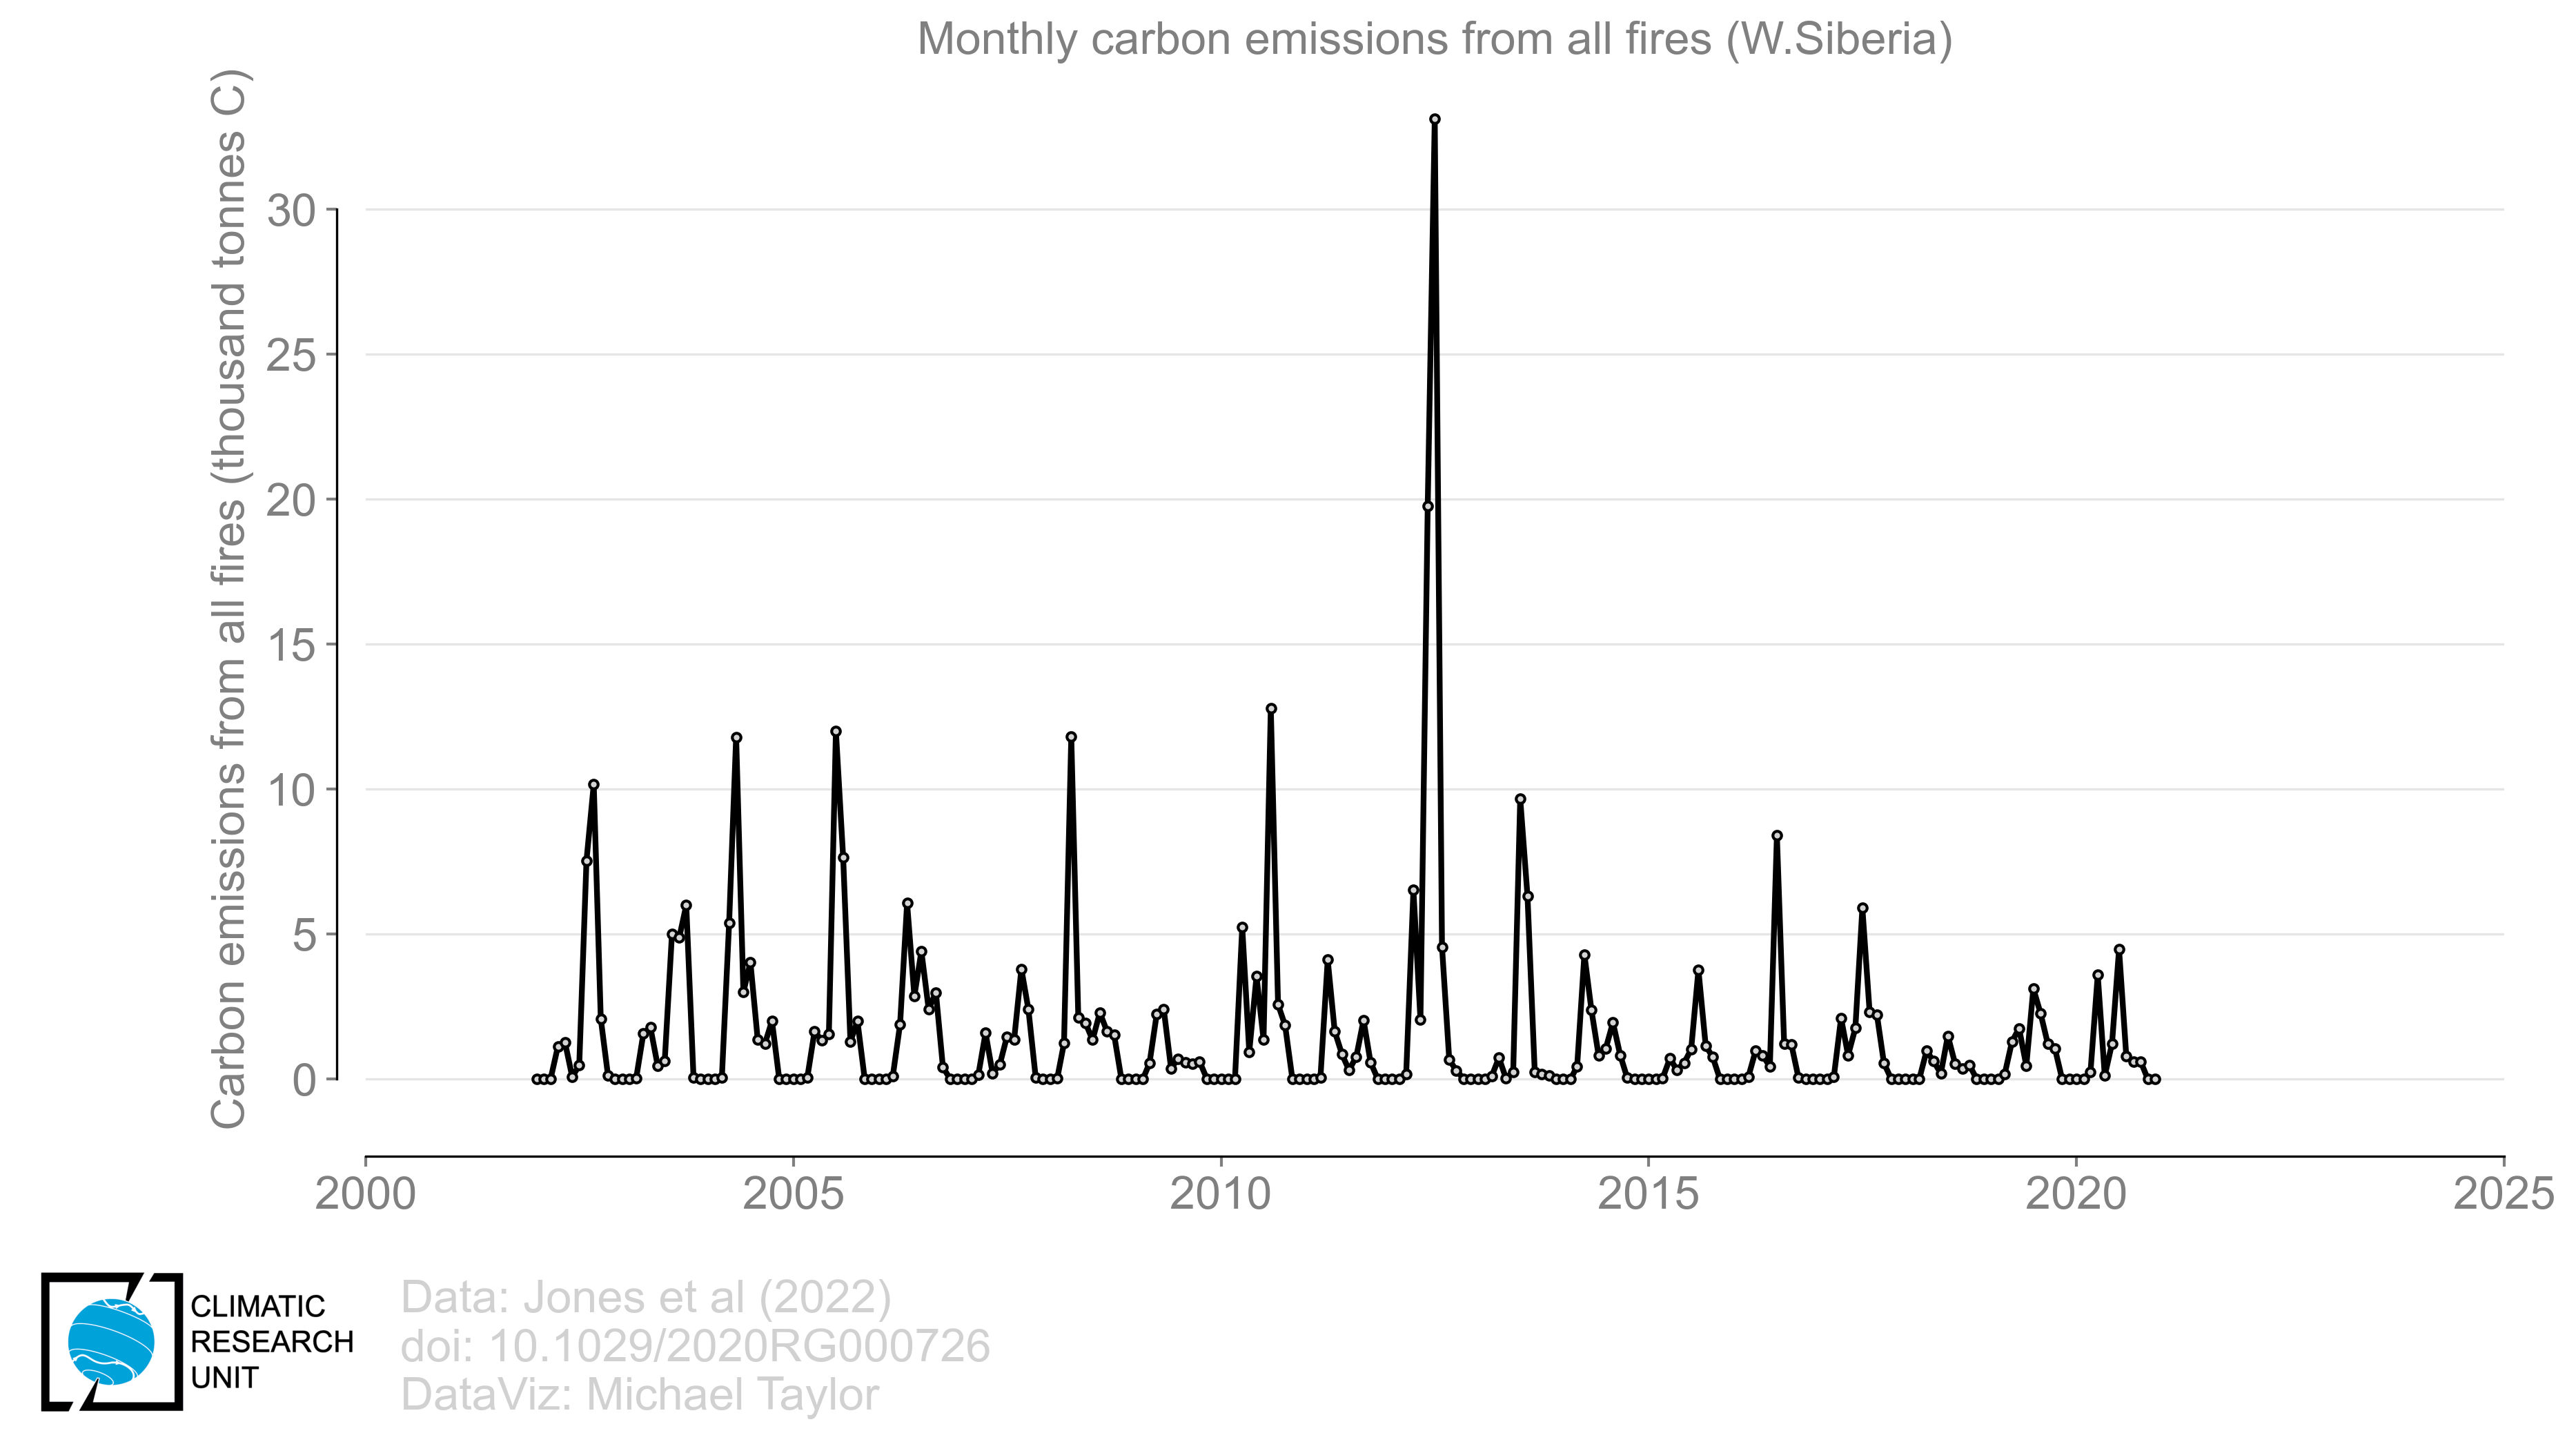 Monthly carbon emissions from all fires (W.Siberia)
Carbon emissions from all fires (thousand tonnes C)
30
25
20
15
10
5
0
2000
2005
2010
2015
2020
2025
CLIMATIC
RESEARCH
UNIT
Data: Jones et al (2022)
doi: 10.1029/2020RG000726
DataViz: Michael Taylor